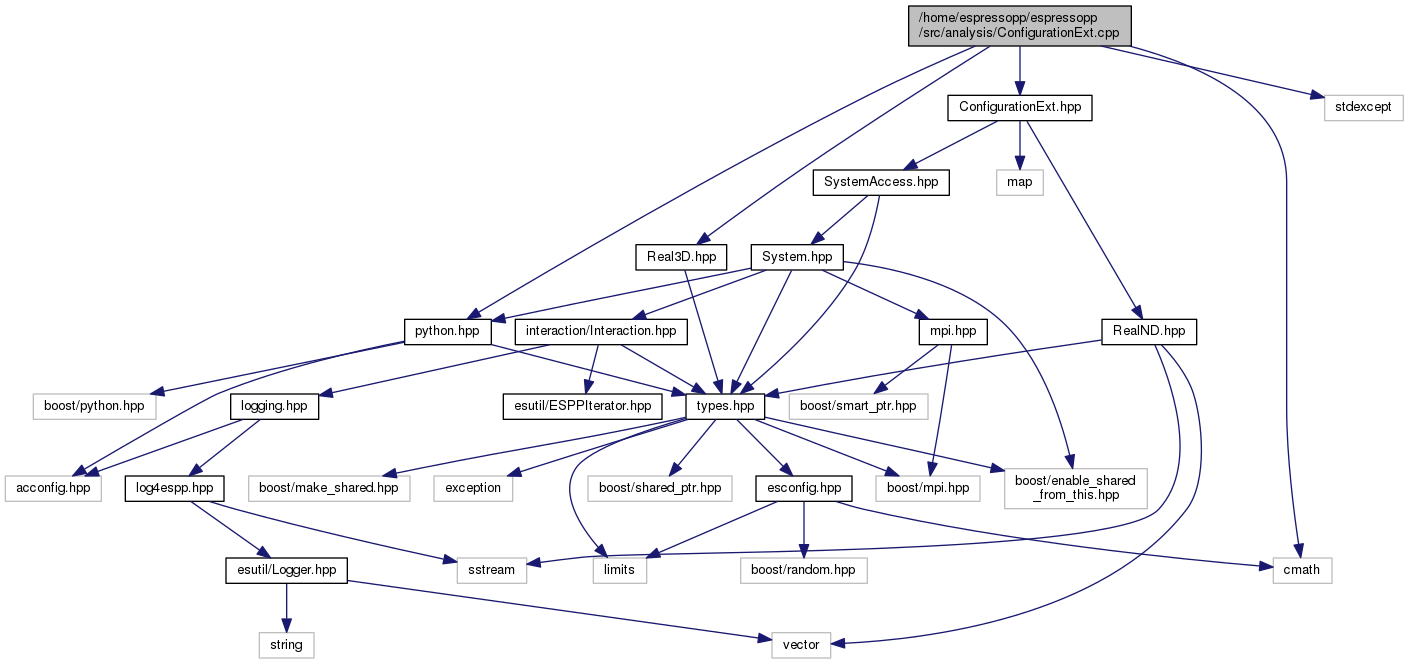 /home/espressopp/espressopp
/src/analysis/ConfigurationExt.cpp
ConfigurationExt.hpp
stdexcept
SystemAccess.hpp
map
Real3D.hpp
System.hpp
python.hpp
interaction/Interaction.hpp
mpi.hpp
RealND.hpp
boost/python.hpp
logging.hpp
esutil/ESPPIterator.hpp
types.hpp
boost/smart_ptr.hpp
acconfig.hpp
log4espp.hpp
boost/make_shared.hpp
exception
boost/shared_ptr.hpp
esconfig.hpp
boost/mpi.hpp
boost/enable_shared
_from_this.hpp
esutil/Logger.hpp
sstream
limits
boost/random.hpp
cmath
string
vector